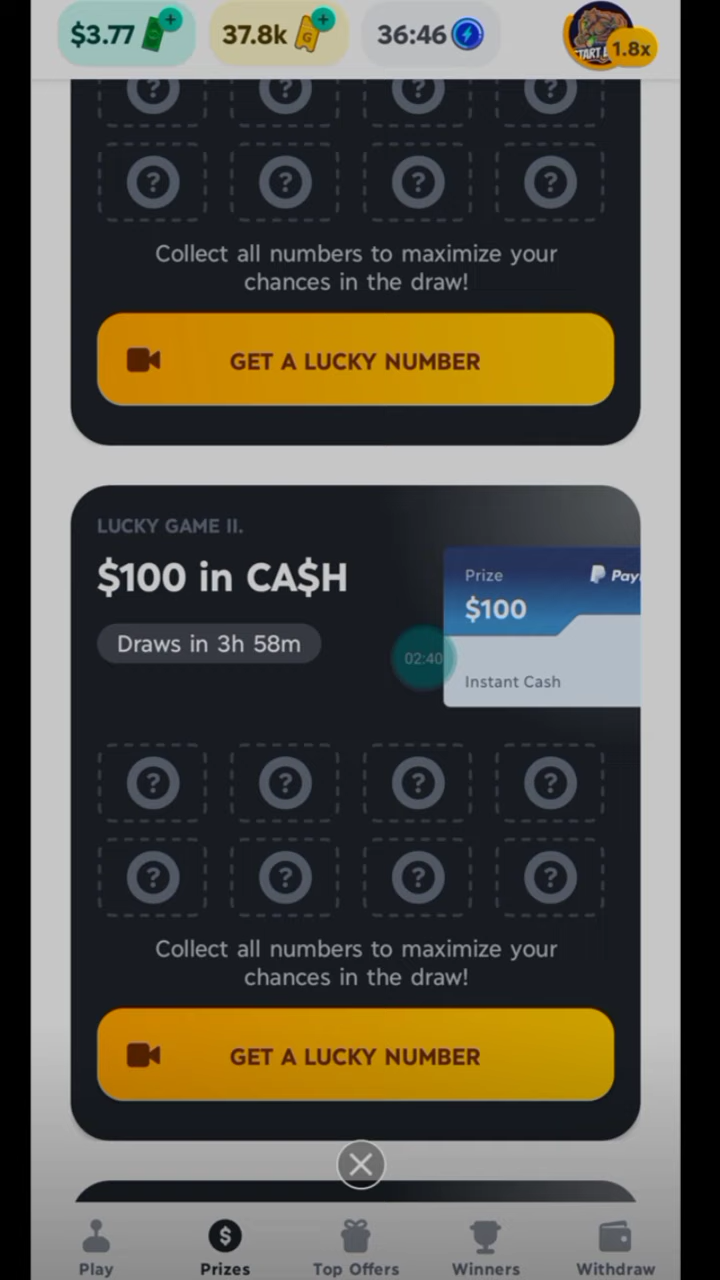 $3.77
37.8k
G
36:46
1.8x
? ? ? ?
? ? ? ?
Collect all numbers to maximize your
chances in the draw!
GET A LUCKY NUMBER
LUCKY GAME II.
$100 in CA$H
Draws in 3h 58m
Prize
Pay
$100
02:40
Instant Cash
? ? ? ?
? ? ? ?
Collect all numbers to maximize your
chances in the draw!
GET A LUCKY NUMBER
Play
Prizes
Top Offers
Winners
Withdraw